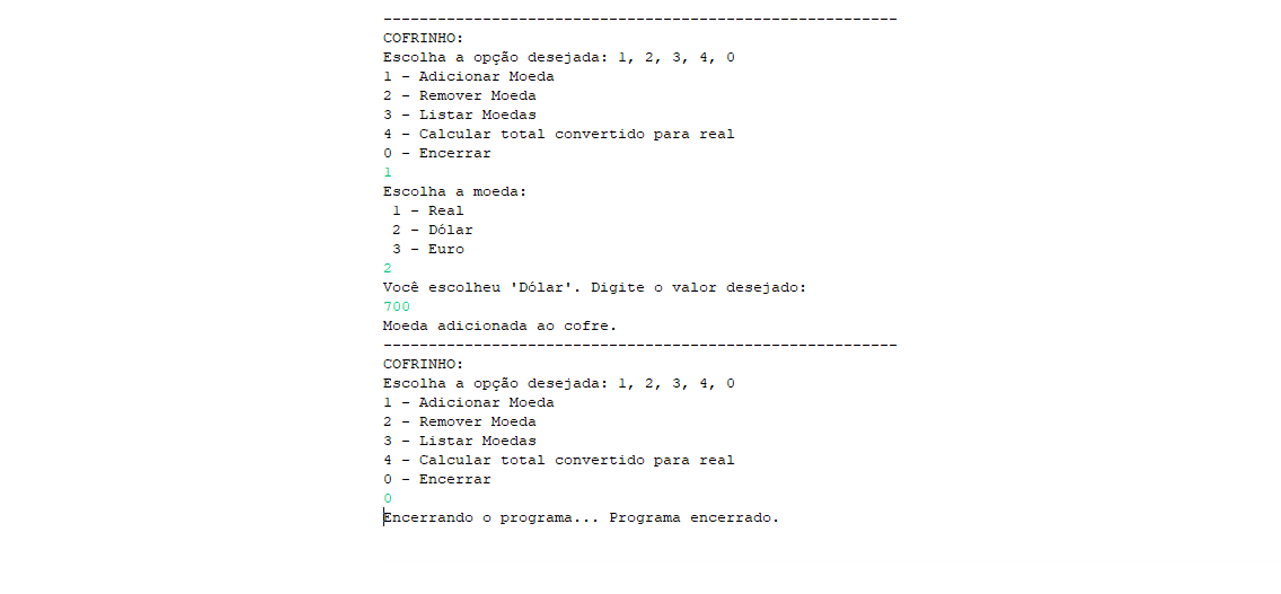 ---------------------------------------------------------
COFRINHO:
Escolha a opção desejada: 1, 2, 3, 4, 0
1 - Adicionar Moeda
2 - Remover Moeda
3 - Listar Moedas
4 - Calcular total convertido para real
0 - Encerrar
1
Escolha a moeda:
 1 - Real
 2 - Dólar
 3 - Euro
2
Você escolheu 'Dólar'. Digite o valor desejado:
700
Moeda adicionada ao cofre.
---------------------------------------------------------
COFRINHO:
Escolha a opção desejada: 1, 2, 3, 4, 0
1 - Adicionar Moeda
2 - Remover Moeda
3 - Listar Moedas
4 - Calcular total convertido para real
0 - Encerrar
0
Encerrando o programa... Programa encerrado.